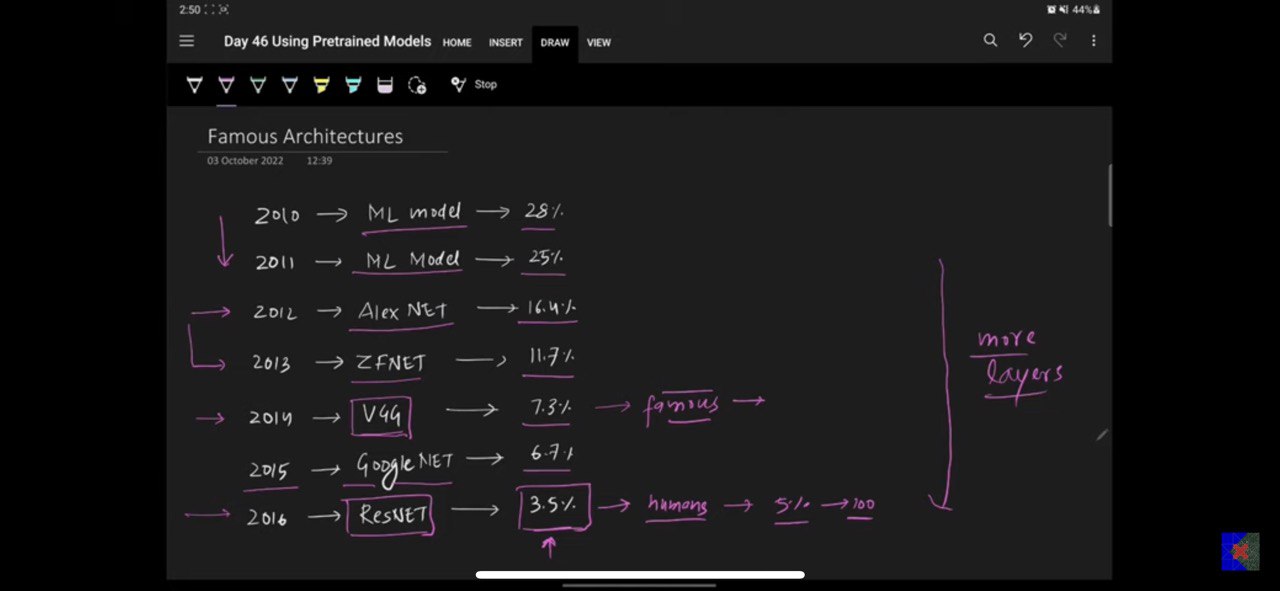 2:50 44%
Day 46 Using Pretrained Models HOME INSERT DRAW VIEW
Stop
Famous Architectures
03 October 2022 12:39
2010 → ML model → 28%
2011 → ML Model → 25%
2012 → Alex NET → 16.4%
2013 → ZFNET → 11.7%
more
layers
2014 → VGG → 7.3% → famous →
2015 → Google NET → 6.7%
2016 → ResNET → 3.5% → humans → 5% → 100